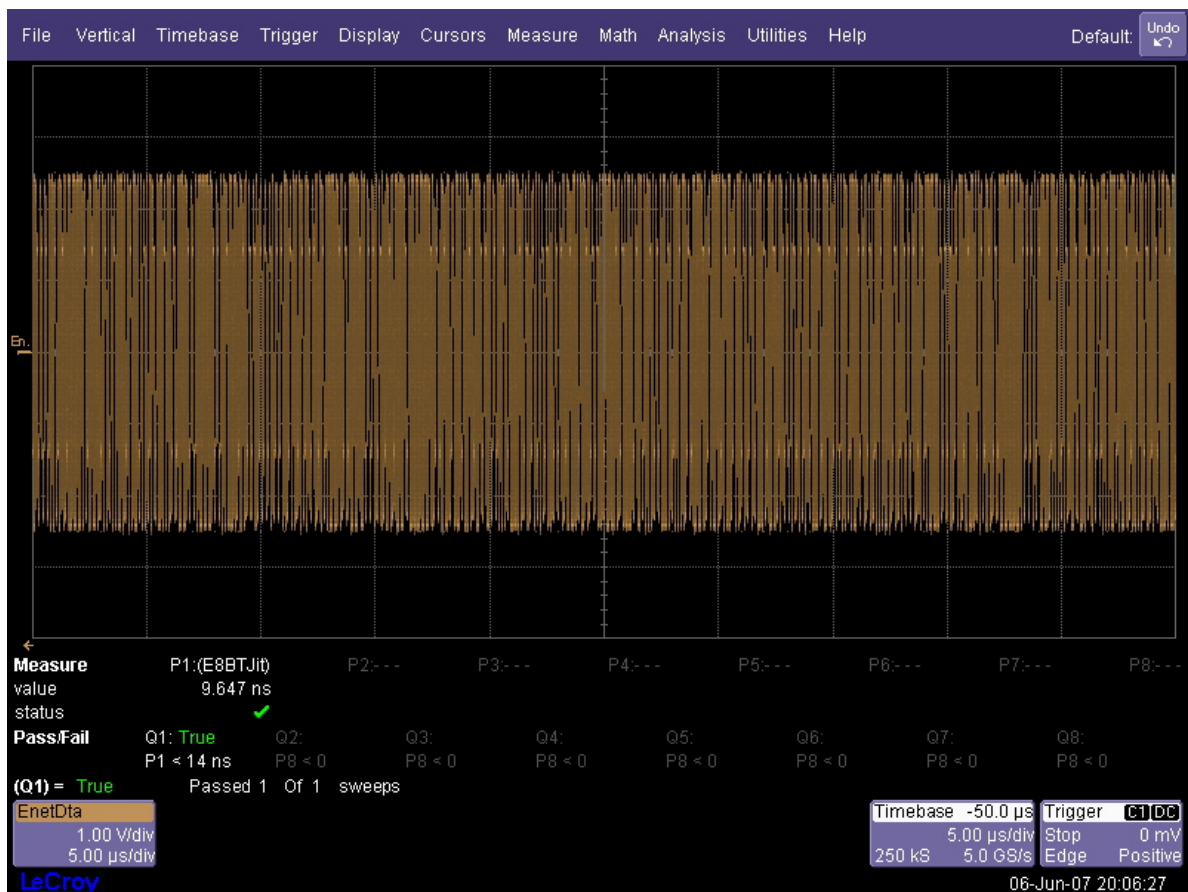 File Vertical Timebase Trigger Display Cursors Measure Math Analysis Utilities Help Default: Undo
En.
Measure P1:(E8BTJit) P2:- - - P3:- - - P4:- - - P5:- - - P6:- - - P7:- - - P8:- - -
value 9.647 ns
status
Pass/Fail Q1: True Q2: Q3: Q4: Q5: Q6: Q7: Q8:
P1 < 14 ns P8 < 0 P8 < 0 P8 < 0 P8 < 0 P8 < 0 P8 < 0 P8 < 0
(Q1) = True Passed 1 Of 1 sweeps
EnetDta
1.00 V/div
5.00 µs/div
Timebase -50.0 µs
5.00 µs/div
250 kS 5.0 GS/s
Trigger C1 DC
Stop 0 mV
Edge Positive
LeCroy
06-Jun-07 20:06:27